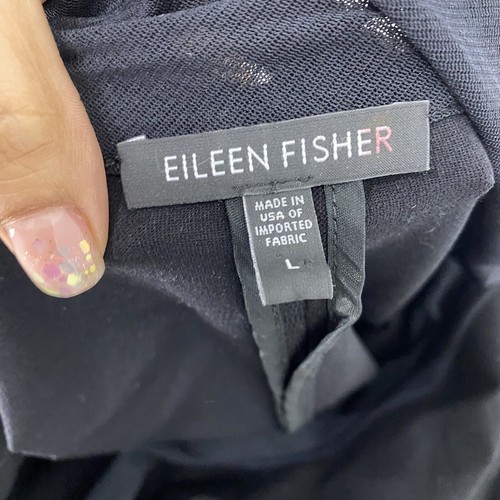 EILEEN FISHER
MADE IN
USA OF
IMPORTED
FABRIC
L